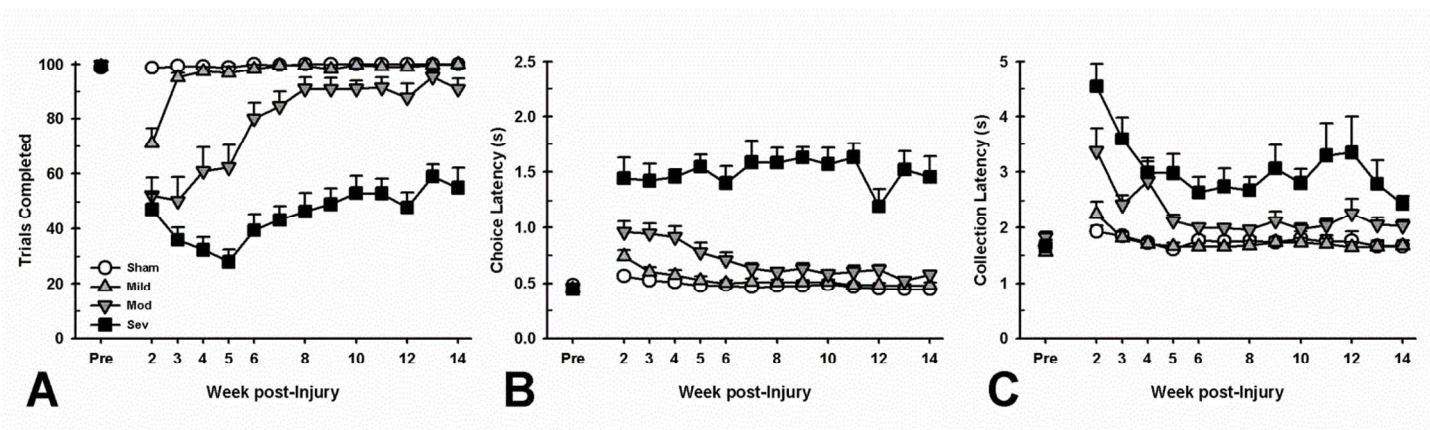 100
80
60
40
20
0
Trials Completed
Sham
Mild
Mod
Sev
Pre 2 3 4 5 6 8 10 12 14
Week post-Injury
A
2.5
2.0
1.5
1.0
0.5
0.0
Choice Latency (s)
Pre 2 3 4 5 6 8 10 12 14
Week post-Injury
B
5
4
3
2
1
0
Collection Latency (s)
Pre 2 3 4 5 6 8 10 12 14
Week post-Injury
C